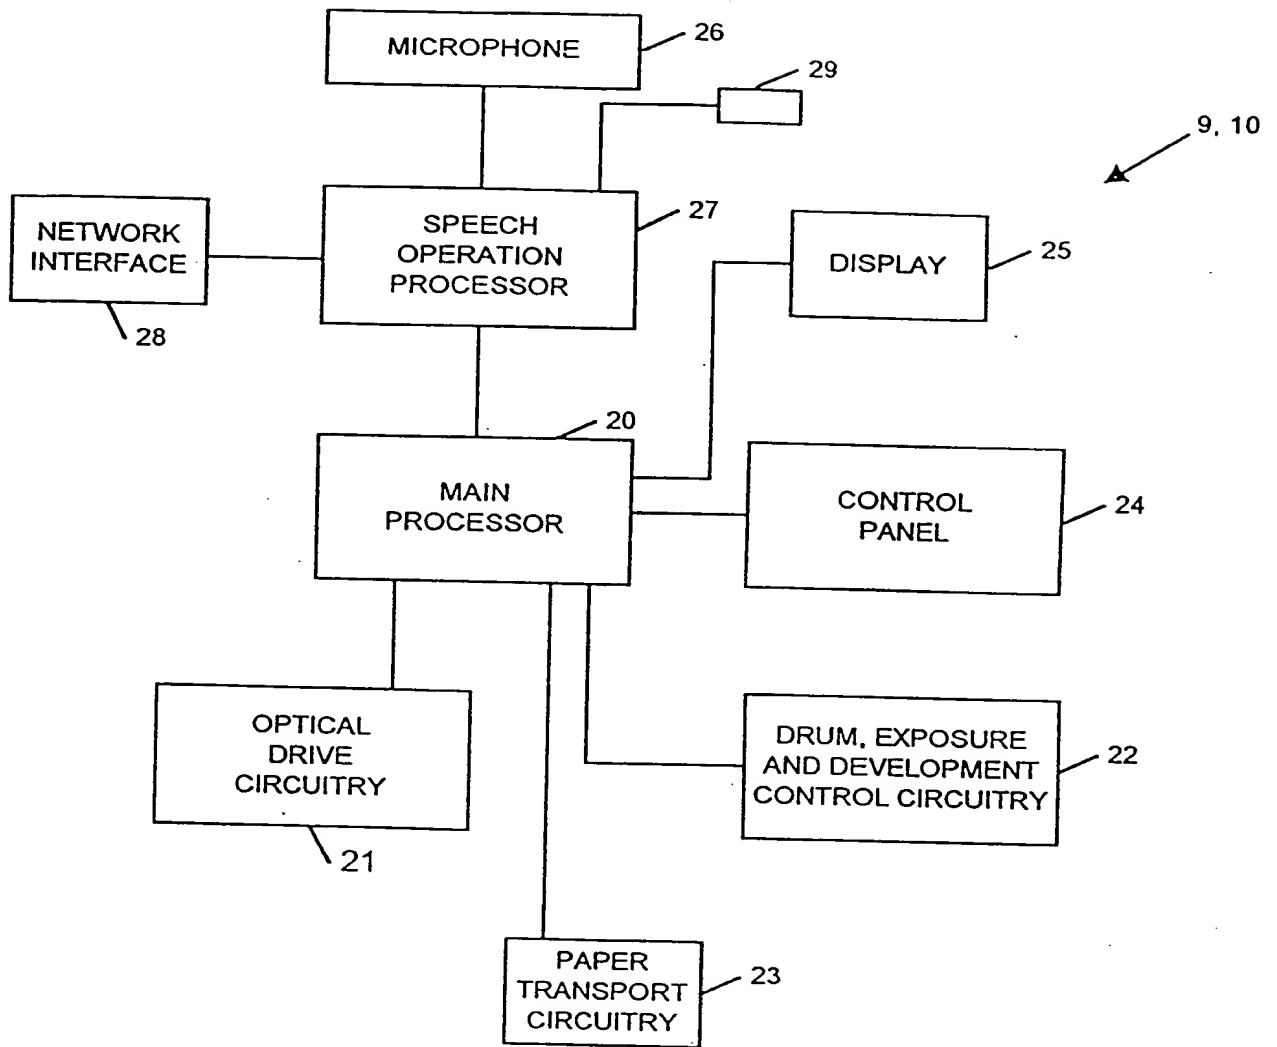 MICROPHONE
26
29
9, 10
NETWORK
INTERFACE
28
SPEECH
OPERATION
PROCESSOR
27
DISPLAY
25
20
MAIN
PROCESSOR
CONTROL
PANEL
24
OPTICAL
DRIVE
CIRCUITRY
21
DRUM, EXPOSURE
AND DEVELOPMENT
CONTROL CIRCUITRY
22
PAPER
TRANSPORT
CIRCUITRY
23